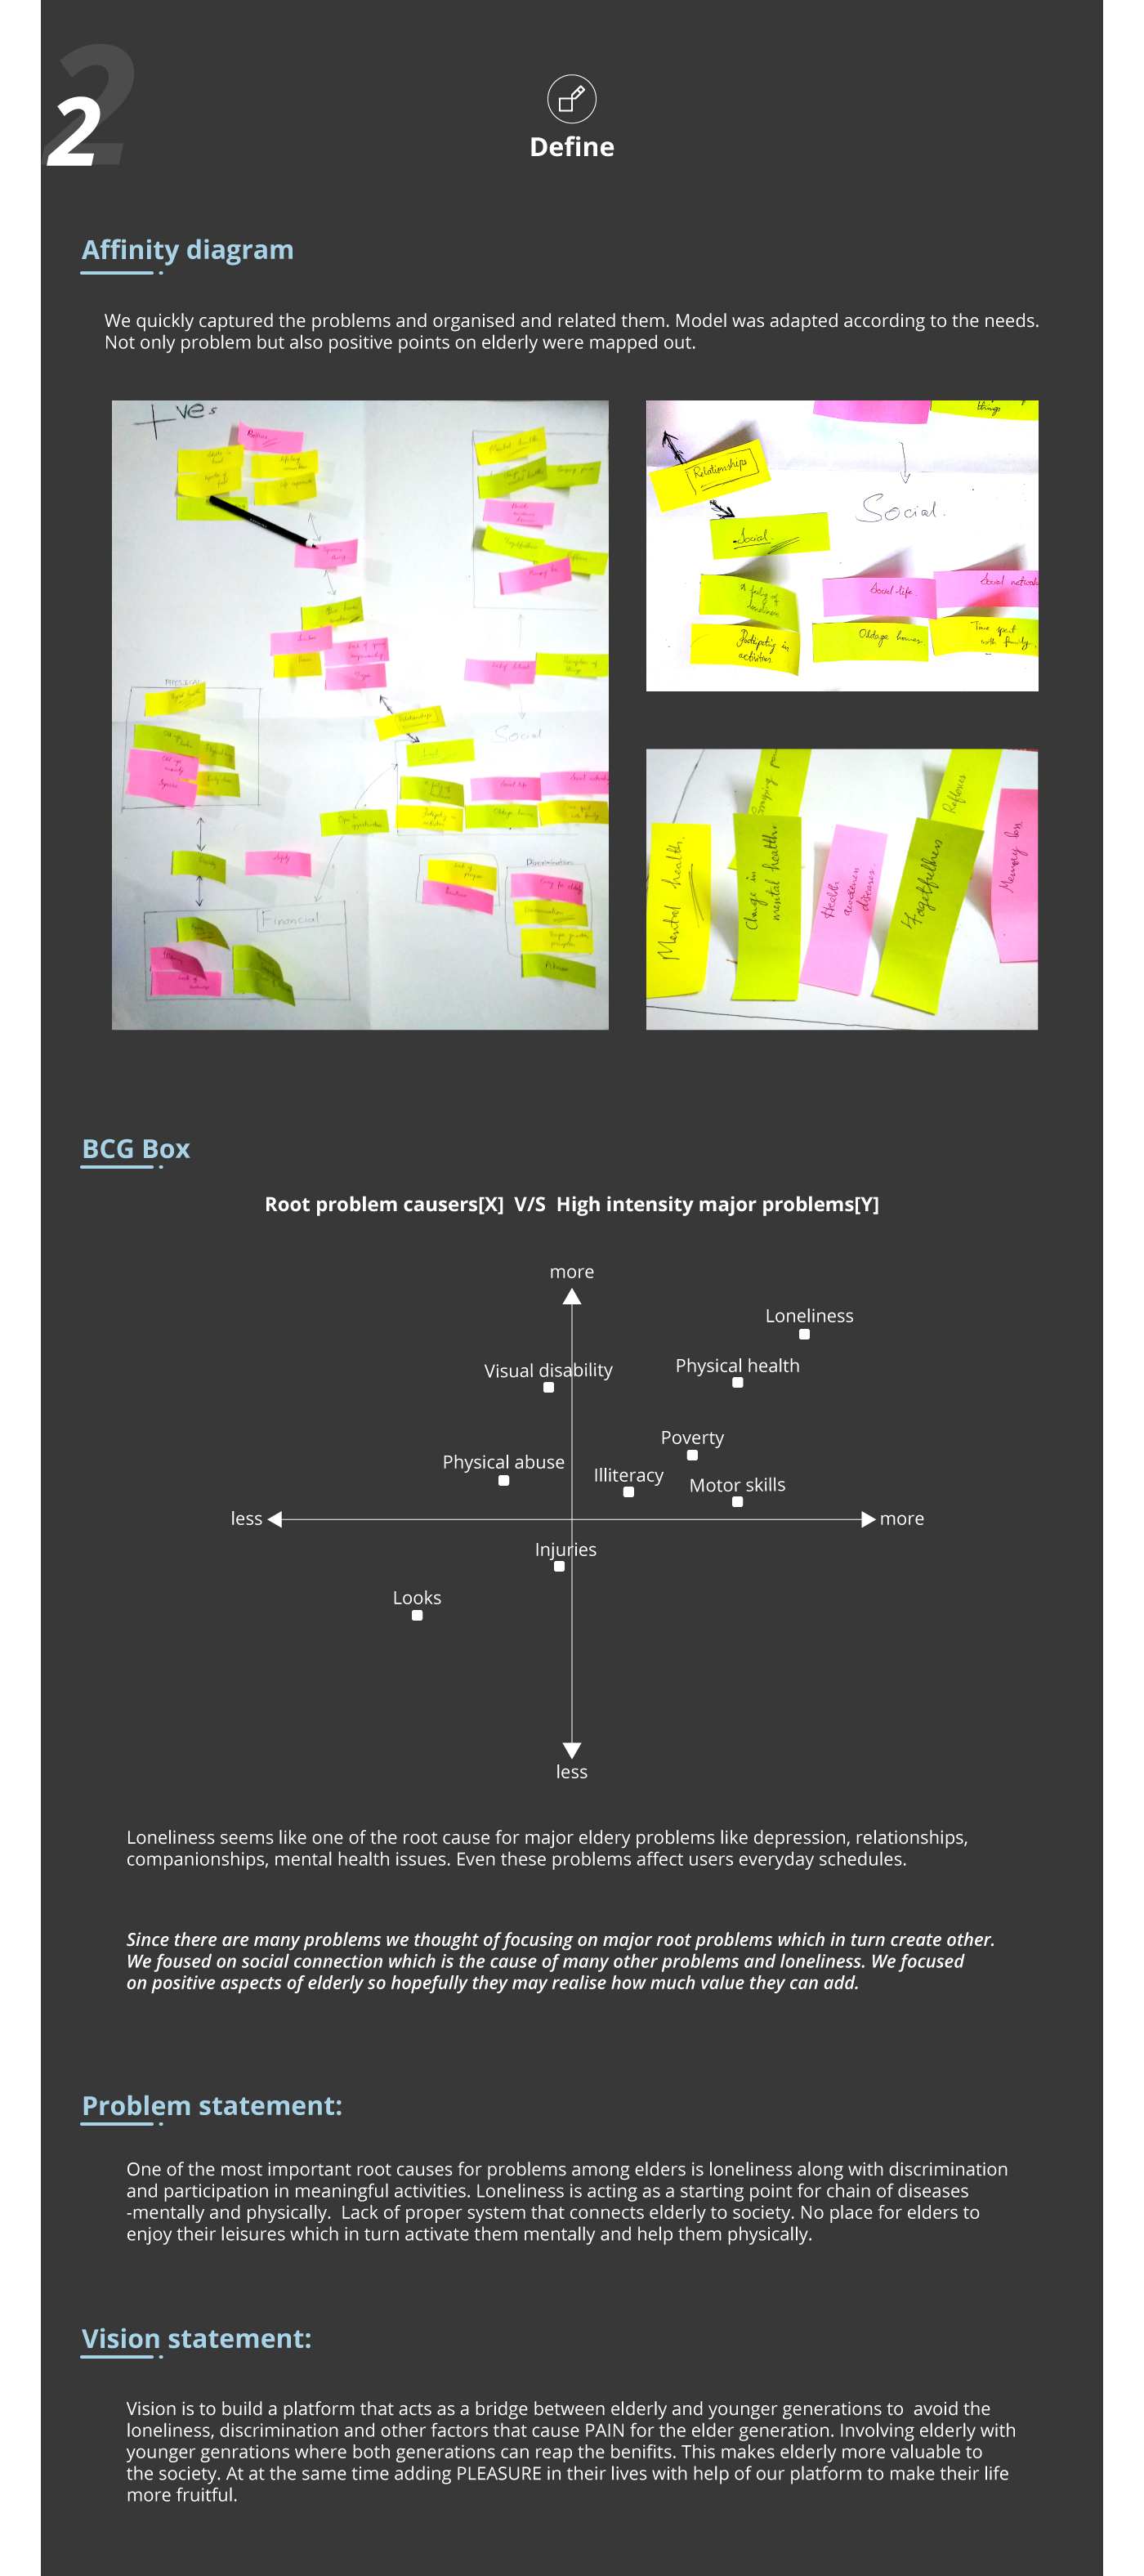 2
2
Define
Affinity diagram
We quickly captured the problems and organised and related them. Model was adapted according to the needs.
Not only problem but also positive points on elderly were mapped out.
+ves
Relationships
Social
Social
PHYSICAL
Financial
Discrimination
Abuse
things
Relationships
Social.
Social.
A feeling of
loneliness
Social life
Social network
Participating in
activities
Oldage homes
Time spent
with family.
Mental health.
Change in
mental health
Health
awareness
diseases.
Forgetfullness
Reflexes.
Memory loss
BCG Box
Root problem causers[X] V/S High intensity major problems[Y]
more
Loneliness
Visual disability
Physical health
Poverty
Physical abuse
Illiteracy
Motor skills
less
more
Injuries
Looks
less
Loneliness seems like one of the root cause for major eldery problems like depression, relationships,
companionships, mental health issues. Even these problems affect users everyday schedules.
Since there are many problems we thought of focusing on major root problems which in turn create other.
We foused on social connection which is the cause of many other problems and loneliness. We focused
on positive aspects of elderly so hopefully they may realise how much value they can add.
Problem statement:
One of the most important root causes for problems among elders is loneliness along with discrimination
and participation in meaningful activities. Loneliness is acting as a starting point for chain of diseases
-mentally and physically. Lack of proper system that connects elderly to society. No place for elders to
enjoy their leisures which in turn activate them mentally and help them physically.
Vision statement:
Vision is to build a platform that acts as a bridge between elderly and younger generations to avoid the
loneliness, discrimination and other factors that cause PAIN for the elder generation. Involving elderly with
younger genrations where both generations can reap the benifits. This makes elderly more valuable to
the society. At at the same time adding PLEASURE in their lives with help of our platform to make their life
more fruitful.